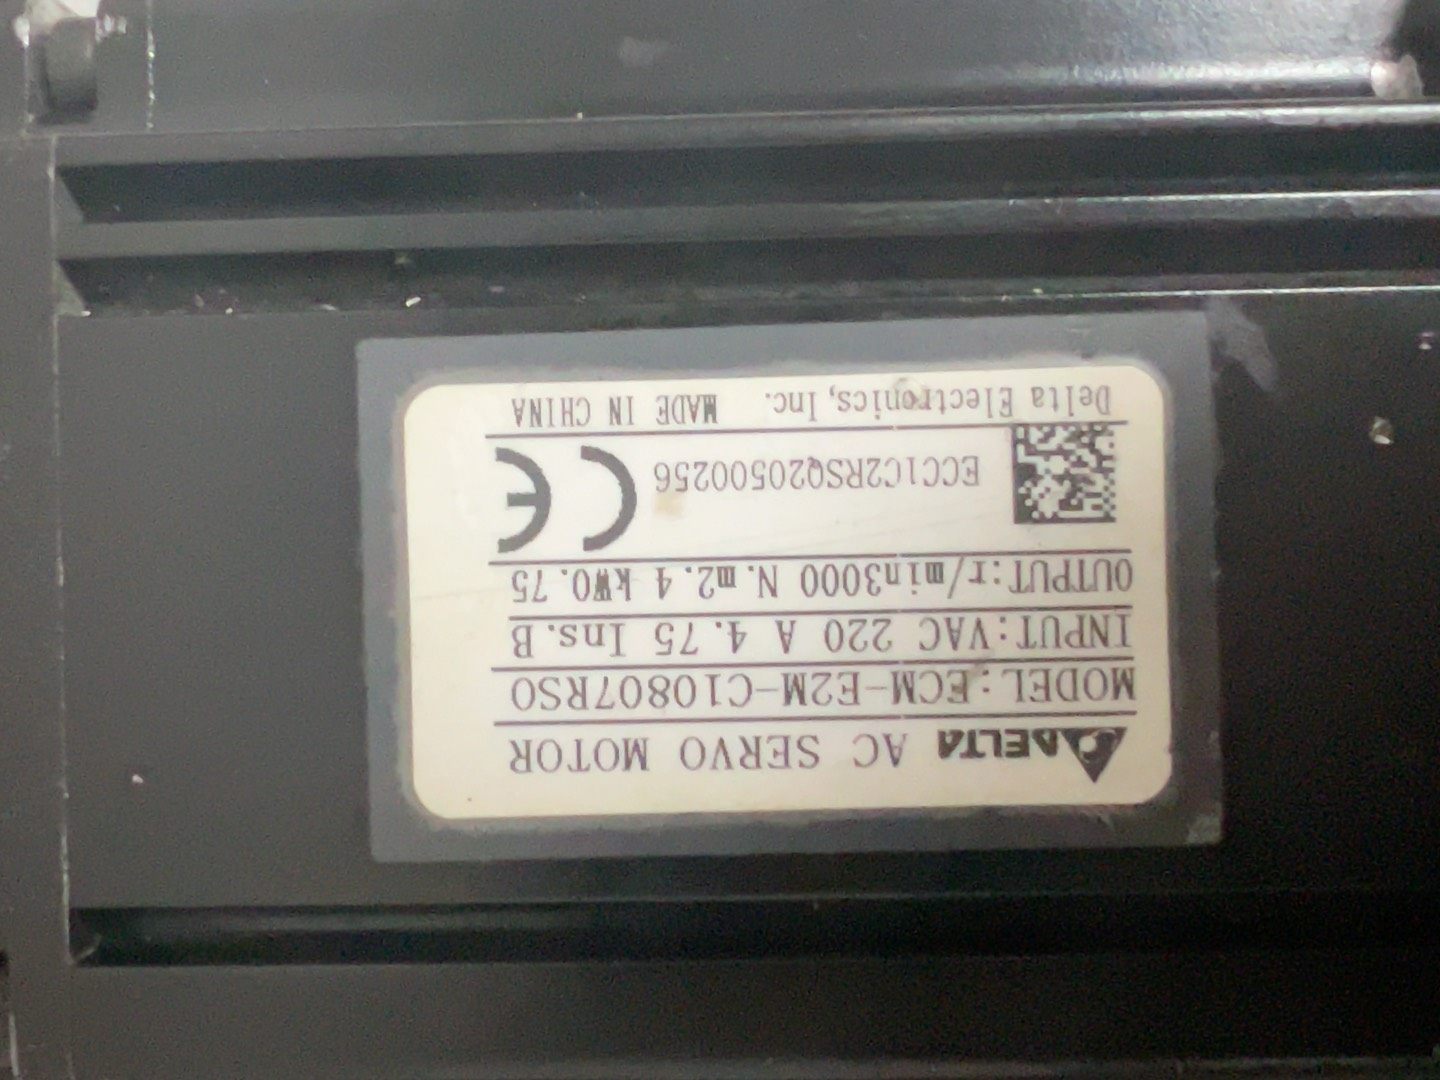 DELTA AC SERVO MOTOR
MODEL:ECM-E2M-C10807RS0
INPUT:VAC 220 A 4.75 Ins.B
OUTPUT:r/min3000 N.m2.4 kW0.75
ECC1C2RSQ20500256 CE
Delta Electronics, Inc. MADE IN CHINA